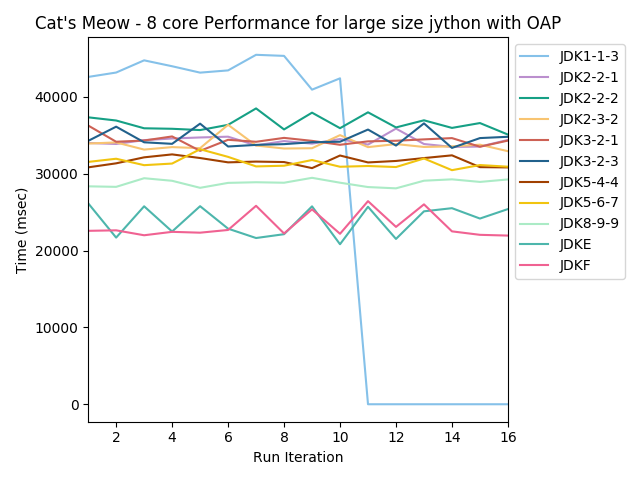 Cat's Meow - 8 core Performance for large size jython with OAP
Time (msec)
40000
30000
20000
10000
0
2 4 6 8 10 12 14 16
Run Iteration
JDK1-1-3
JDK2-2-1
JDK2-2-2
JDK2-3-2
JDK3-2-1
JDK3-2-3
JDK5-4-4
JDK5-6-7
JDK8-9-9
JDKE
JDKF